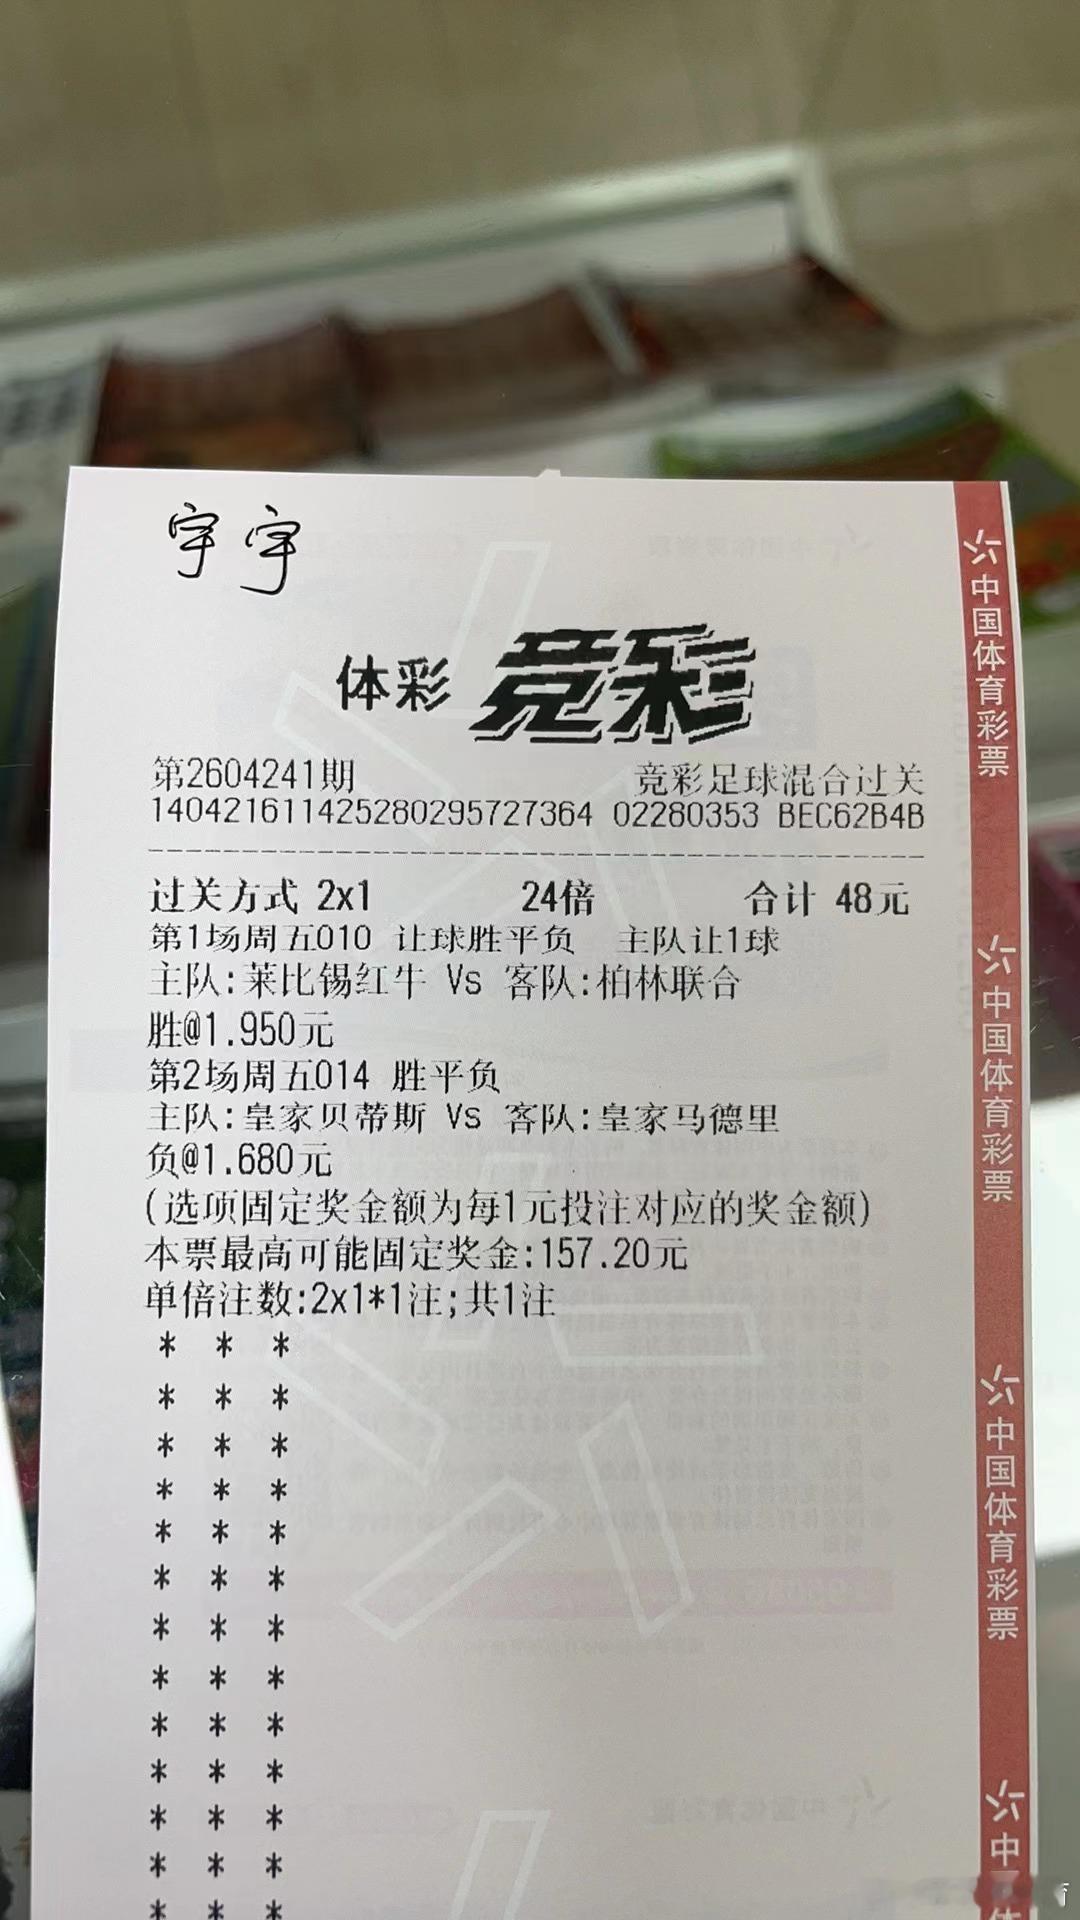 宇宇
体彩 竞彩
第2604241期 竞彩足球混合过关
140421611425280295727364 02280353 BEC62B4B
过关方式 2x1 24倍 合计 48元
第1场周五010 让球胜平负 主队让1球
主队:莱比锡红牛 Vs 客队:柏林联合
胜@1.950元
第2场周五014 胜平负
主队:皇家贝蒂斯 Vs 客队:皇家马德里
负@1.680元
(选项固定奖金额为每1元投注对应的奖金额)
本票最高可能固定奖金:157.20元
单倍注数:2x1*1注;共1注
* * *
* * *
* * *
* * *
* * *
* * *
* * *
* * *
* * *
* * *
* * *
* * *
* * *
中国体育彩票
中国体育彩票
中国体育彩票
中